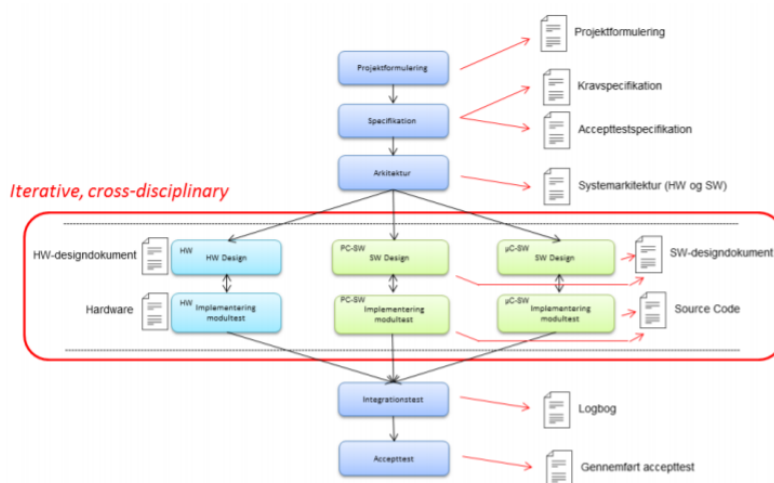 Projektformulering
Projektformulering
Kravspecifikation
Specifikation
Accepttestspecifikation
Arkitektur
Systemarkitektur (HW og SW)
Iterative, cross-disciplinary
HW-designdokument
HW
HW Design
PC-SW
SW Design
µC-SW
SW Design
SW-designdokument
Hardware
HW
Implementering
modultest
PC-SW
Implementering
modultest
µC-SW
Implementering
modultest
Source Code
Integrationstest
Logbog
Accepttest
Gennemført accepttest